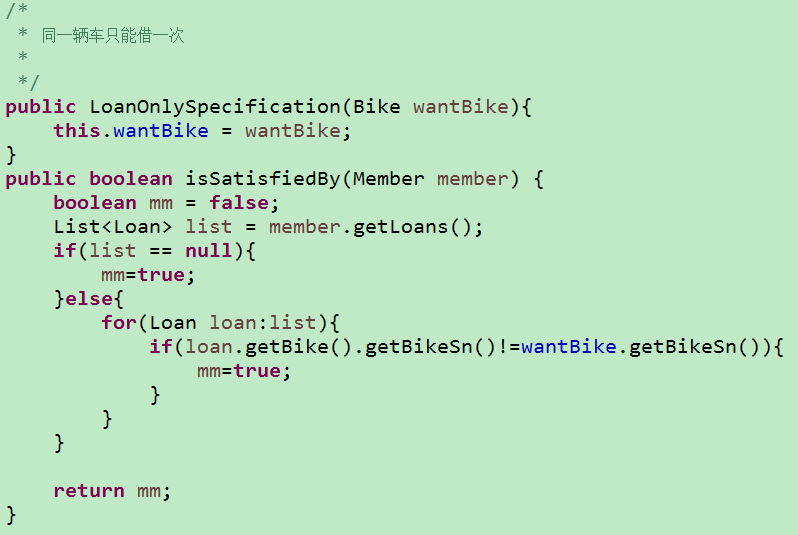 /*
 * 同一辆车只能借一次
 *
 */
public LoanOnlySpecification(Bike wantBike){
    this.wantBike = wantBike;
}
public boolean isSatisfiedBy(Member member) {
    boolean mm = false;
    List<Loan> list = member.getLoans();
    if(list == null){
        mm=true;
    }else{
        for(Loan loan:list){
            if(loan.getBike().getBikeSn()!=wantBike.getBikeSn()){
                mm=true;
            }
        }
    }

    return mm;
}